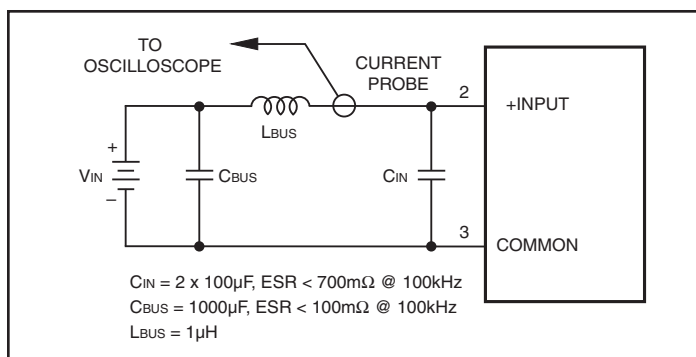 TO
OSCILLOSCOPE
CURRENT
PROBE
2
+INPUT
LBUS
+
VIN
–
CBUS
CIN
3
COMMON
CIN = 2 x 100µF, ESR < 700mΩ @ 100kHz
CBUS = 1000µF, ESR < 100mΩ @ 100kHz
LBUS = 1µH